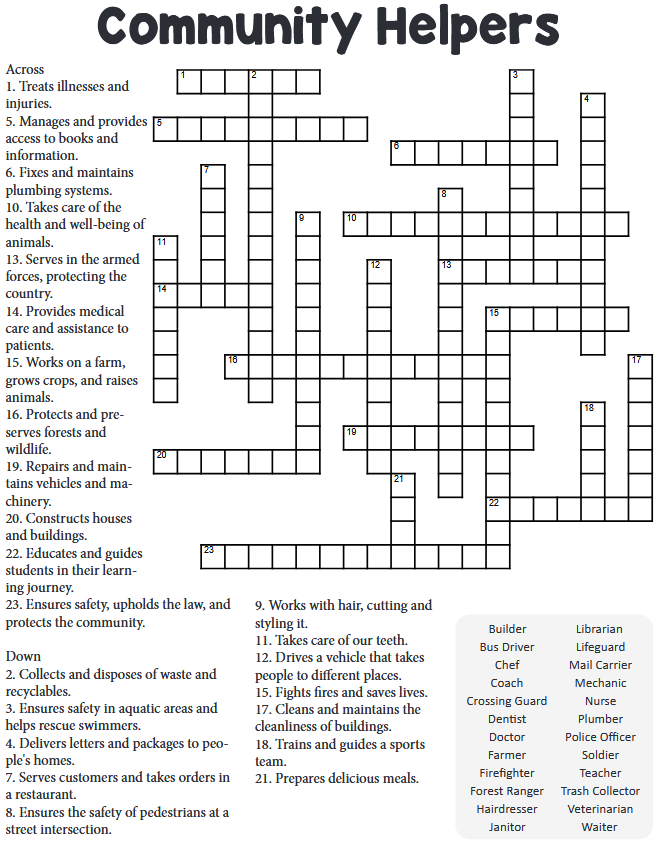 Community Helpers
Across
1. Treats illnesses and
injuries.
5. Manages and provides
access to books and
information.
6. Fixes and maintains
plumbing systems.
10. Takes care of the
health and well-being of
animals.
13. Serves in the armed
forces, protecting the
country.
14. Provides medical
care and assistance to
patients.
15. Works on a farm,
grows crops, and raises
animals.
16. Protects and pre-
serves forests and
wildlife.
19. Repairs and main-
tains vehicles and ma-
chinery.
20. Constructs houses
and buildings.
22. Educates and guides
students in their learn-
ing journey.
23. Ensures safety, upholds the law, and
protects the community.
Down
2. Collects and disposes of waste and
recyclables.
3. Ensures safety in aquatic areas and
helps rescue swimmers.
4. Delivers letters and packages to peo-
ple's homes.
7. Serves customers and takes orders in
a restaurant.
8. Ensures the safety of pedestrians at a
street intersection.
9. Works with hair, cutting and
styling it.
11. Takes care of our teeth.
12. Drives a vehicle that takes
people to different places.
15. Fights fires and saves lives.
17. Cleans and maintains the
cleanliness of buildings.
18. Trains and guides a sports
team.
21. Prepares delicious meals.
1 2 3
4
5
6
7
8
9 10
11
12 13
14
15
16 17
18
19
20
21
22
23
Builder
Bus Driver
Chef
Coach
Crossing Guard
Dentist
Doctor
Farmer
Firefighter
Forest Ranger
Hairdresser
Janitor
Librarian
Lifeguard
Mail Carrier
Mechanic
Nurse
Plumber
Police Officer
Soldier
Teacher
Trash Collector
Veterinarian
Waiter